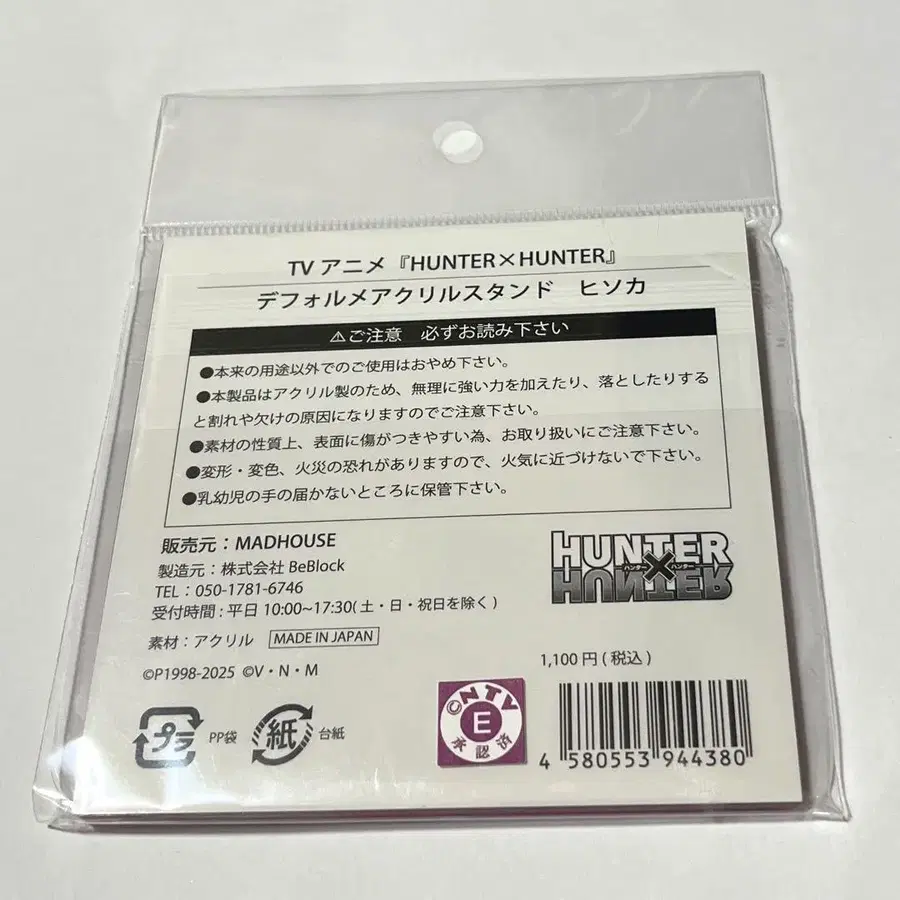 TV アニメ『HUNTER×HUNTER』
デフォルメアクリルスタンド　ヒソカ
⚠ご注意　必ずお読み下さい
●本来の用途以外でのご使用はおやめ下さい。
●本製品はアクリル製のため、無理に強い力を加えたり、落としたりする
と割れや欠けの原因になりますのでご注意下さい。
●素材の性質上、表面に傷がつきやすい為、お取り扱いにご注意下さい。
●変形・変色、火災の恐れがありますので、火気に近づけないで下さい。
●乳幼児の手の届かないところに保管下さい。
販売元：MADHOUSE
製造元：株式会社 BeBlock
TEL：050-1781-6746
受付時間：平日 10:00~17:30(土・日・祝日を除く)
素材：アクリル　MADE IN JAPAN
©P1998-2025 ©V・N・M
HUNTER
ハンター×ハンター
HUNTER
1,100 円 ( 税込 )
プラ PP袋
紙 台紙
©NTV
E
承認済
4 580553 944380